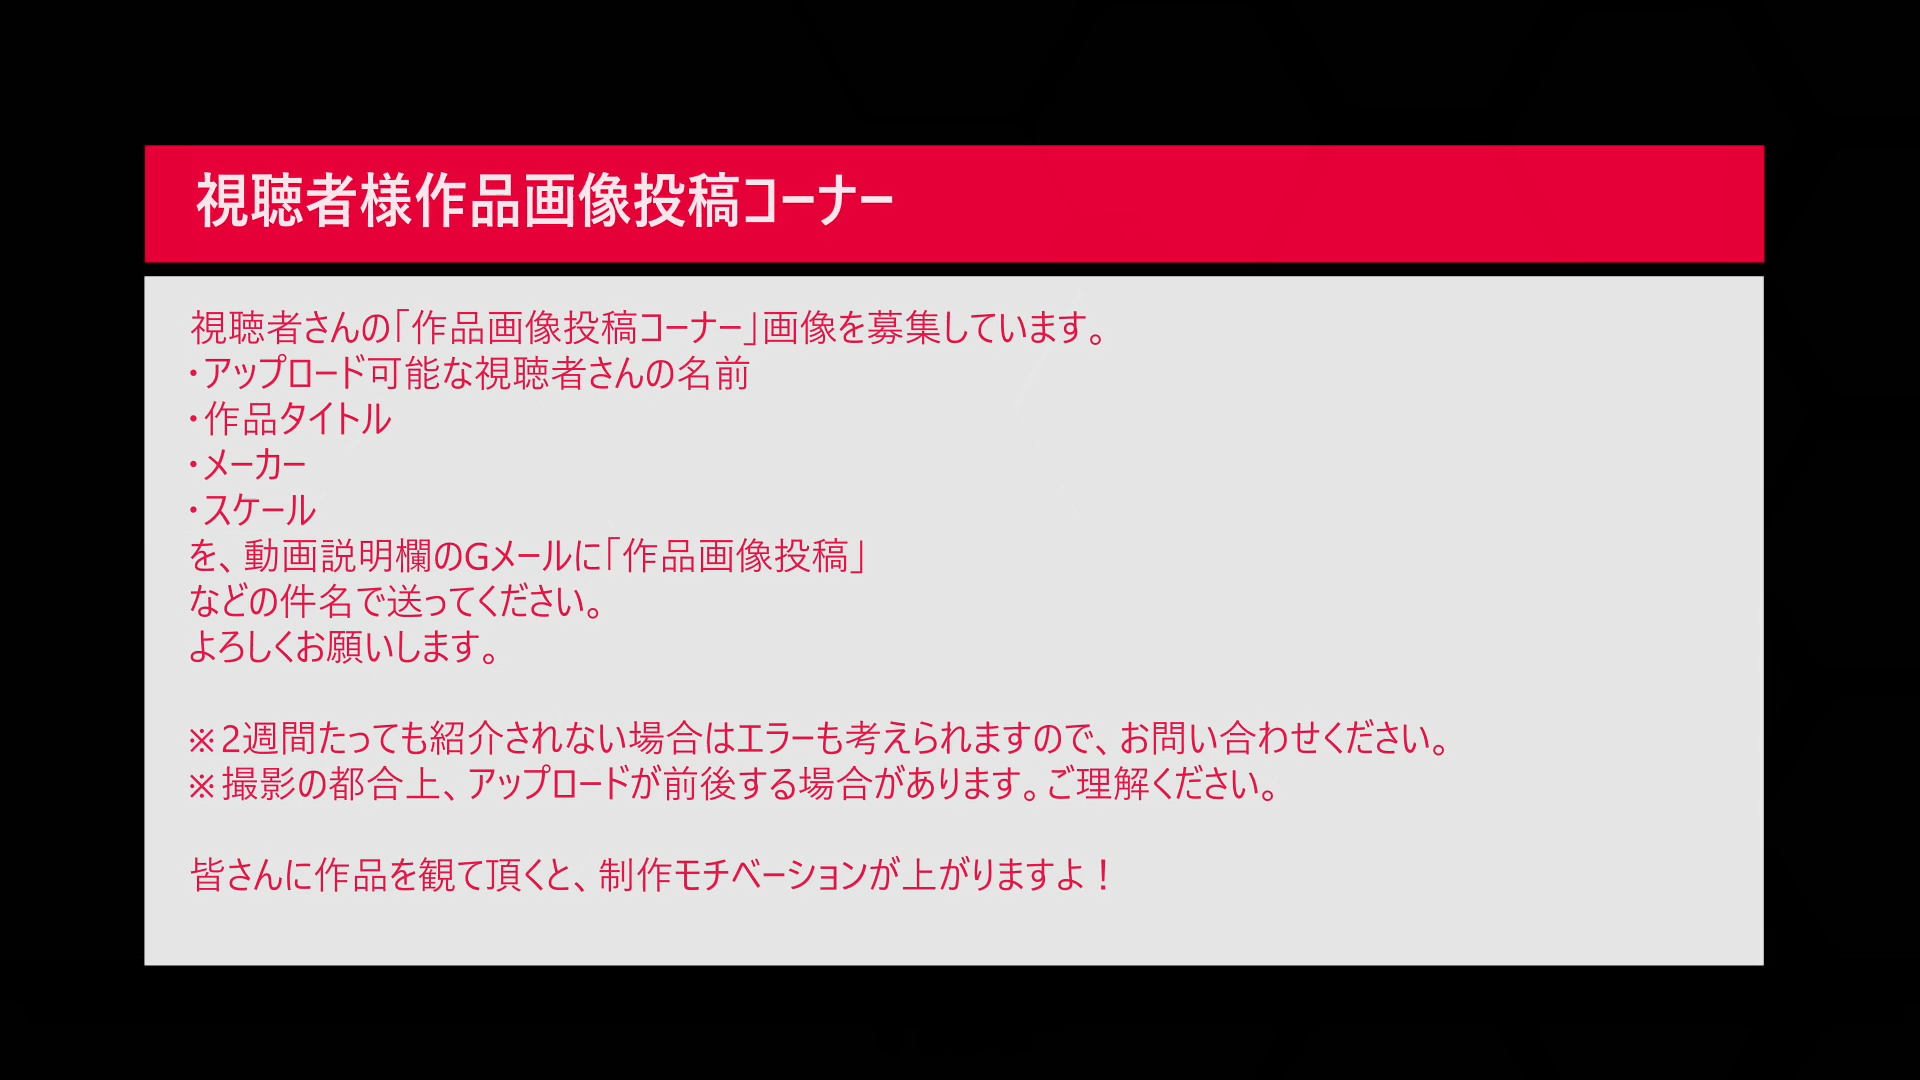 視聴者様作品画像投稿コーナー
視聴者さんの「作品画像投稿コーナー」画像を募集しています。
・アップロード可能な視聴者さんの名前
・作品タイトル
・メーカー
・スケール
を、動画説明欄のGメールに「作品画像投稿」
などの件名で送ってください。
よろしくお願いします。
※2週間たっても紹介されない場合はエラーも考えられますので、お問い合わせください。
※撮影の都合上、アップロードが前後する場合があります。ご理解ください。
皆さんに作品を観て頂くと、制作モチベーションが上がりますよ！